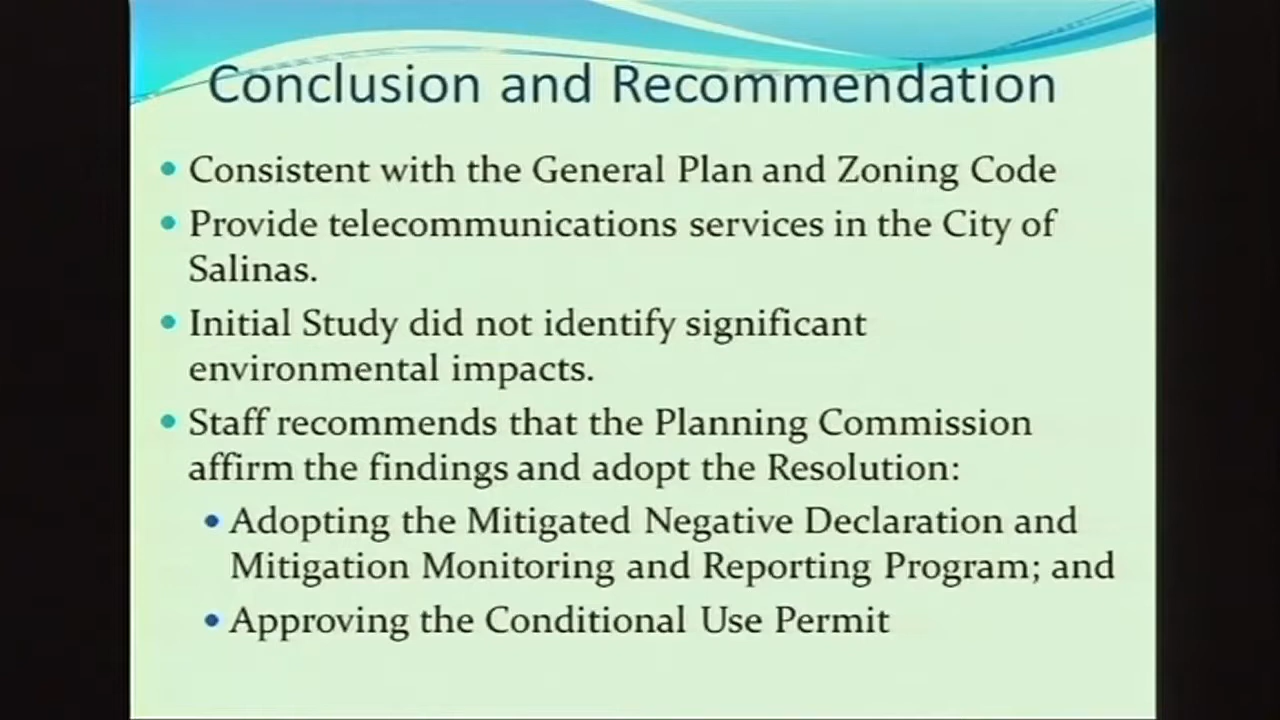 Conclusion and Recommendation
• Consistent with the General Plan and Zoning Code
• Provide telecommunications services in the City of
Salinas.
• Initial Study did not identify significant
environmental impacts.
• Staff recommends that the Planning Commission
affirm the findings and adopt the Resolution:
• Adopting the Mitigated Negative Declaration and
Mitigation Monitoring and Reporting Program; and
• Approving the Conditional Use Permit